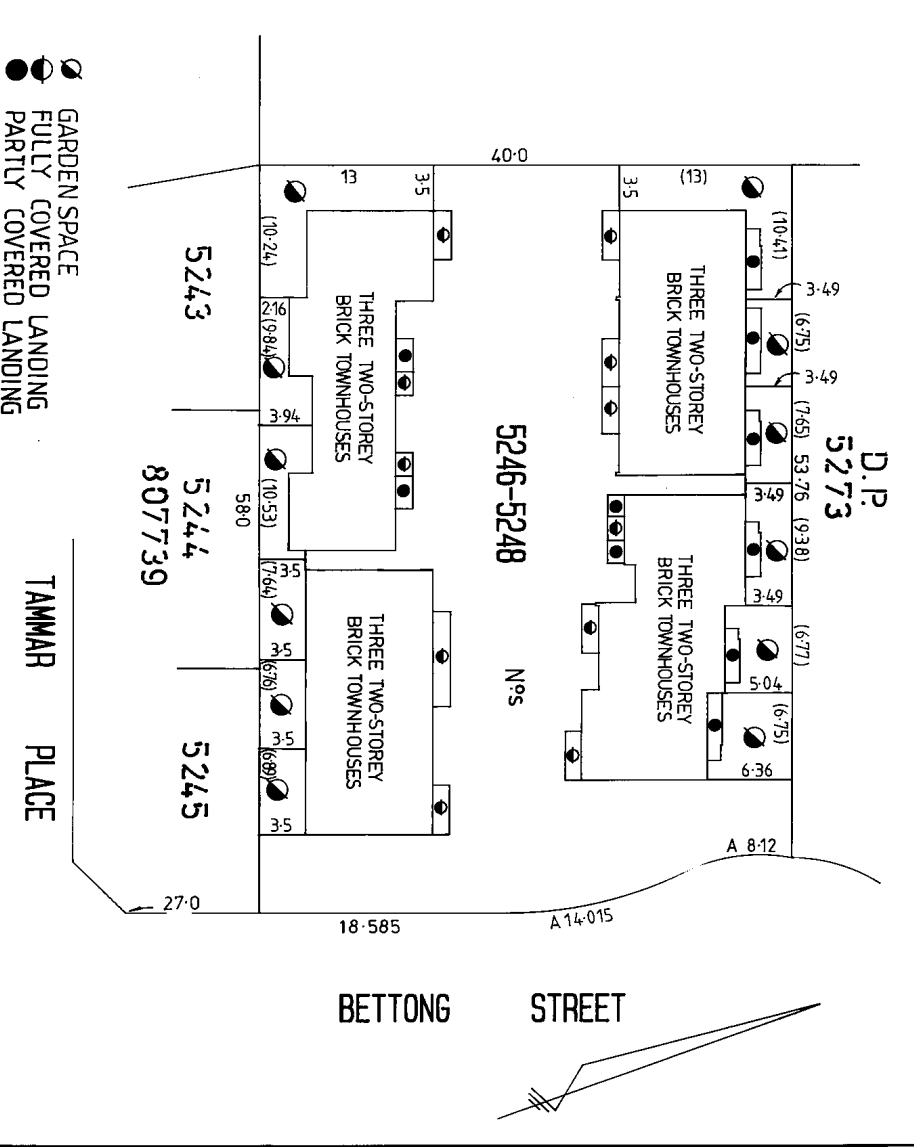 GARDEN SPACE
FULLY COVERED LANDING
PARTLY COVERED LANDING
40·0
13
3·5
3·5
(13)
(10·24)
(10·41)
5243
2·16
(9·84)
3·94
THREE TWO-STOREY
BRICK TOWNHOUSES
THREE TWO-STOREY
BRICK TOWNHOUSES
3·49
(6·75)
3·49
(7·65)
53·76
D.P.
5273
5244
807739
58·0
(10·53)
5246-5248
3·49
(9·38)
3·49
(7·64)
3·5
3·5
(6·76)
3·5
(6·89)
3·5
THREE TWO-STOREY
BRICK TOWNHOUSES
THREE TWO-STOREY
BRICK TOWNHOUSES
Nºs
(6·77)
5·04
(6·75)
6·36
5245
TAMMAR PLACE
27·0
18·585
A 14·015
A 8·12
BETTONG STREET